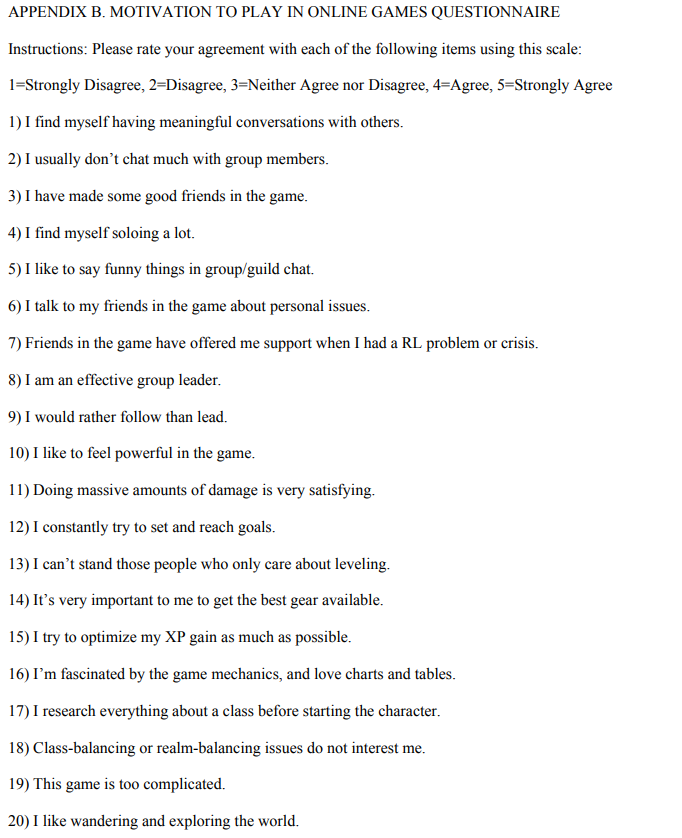 APPENDIX B. MOTIVATION TO PLAY IN ONLINE GAMES QUESTIONNAIRE
Instructions: Please rate your agreement with each of the following items using this scale:
1=Strongly Disagree, 2=Disagree, 3=Neither Agree nor Disagree, 4=Agree, 5=Strongly Agree
1) I find myself having meaningful conversations with others.
2) I usually don’t chat much with group members.
3) I have made some good friends in the game.
4) I find myself soloing a lot.
5) I like to say funny things in group/guild chat.
6) I talk to my friends in the game about personal issues.
7) Friends in the game have offered me support when I had a RL problem or crisis.
8) I am an effective group leader.
9) I would rather follow than lead.
10) I like to feel powerful in the game.
11) Doing massive amounts of damage is very satisfying.
12) I constantly try to set and reach goals.
13) I can’t stand those people who only care about leveling.
14) It’s very important to me to get the best gear available.
15) I try to optimize my XP gain as much as possible.
16) I’m fascinated by the game mechanics, and love charts and tables.
17) I research everything about a class before starting the character.
18) Class-balancing or realm-balancing issues do not interest me.
19) This game is too complicated.
20) I like wandering and exploring the world.